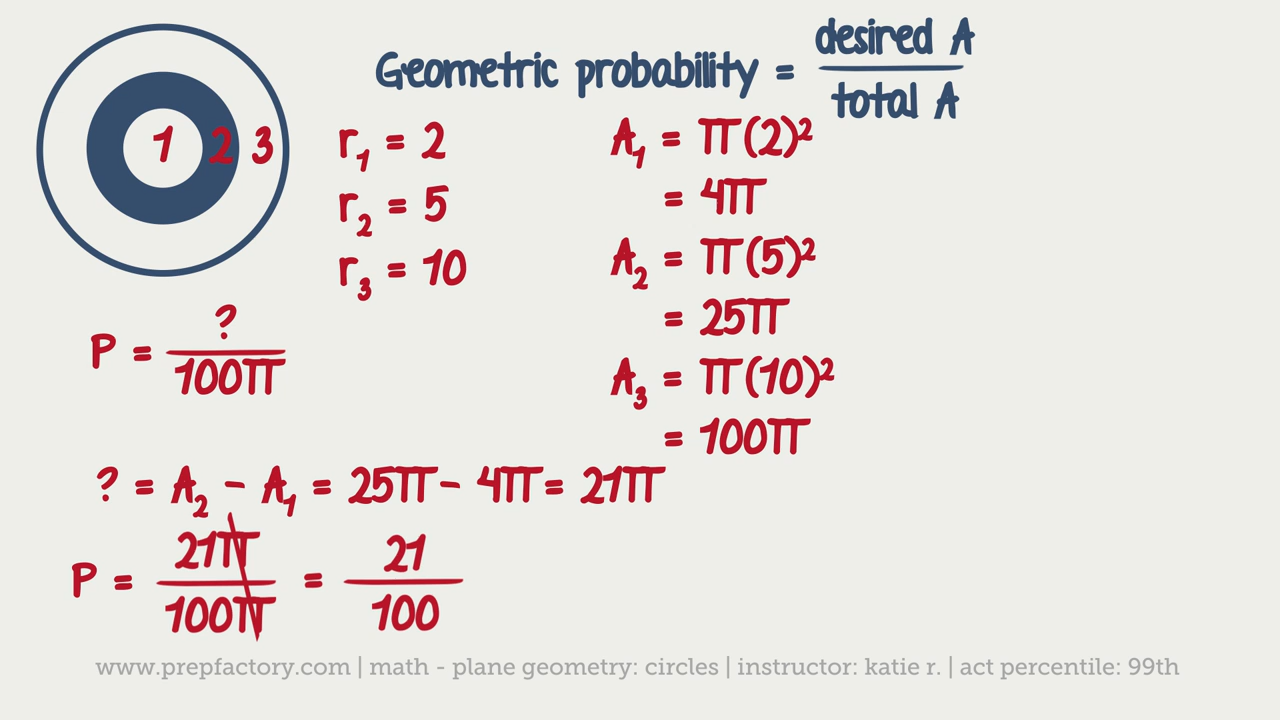 Geometric probability = desired A / total A
1 2 3
r₁ = 2
r₂ = 5
r₃ = 10
A₁ = π(2)²
= 4π
A₂ = π(5)²
= 25π
A₃ = π(10)²
= 100π
P = ? / 100π
? = A₂ - A₁ = 25π - 4π = 21π
P = 21π / 100π = 21 / 100
www.prepfactory.com | math - plane geometry: circles | instructor: katie r. | act percentile: 99th